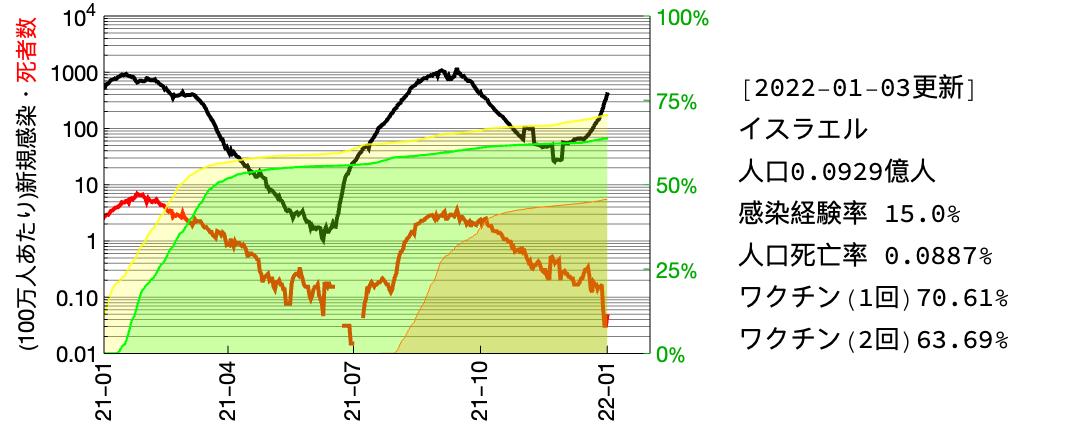 (100万人あたり)新規感染・死者数
10^4
1000
100
10
1
0.10
0.01
100%
75%
50%
25%
0%
21-01
21-04
21-07
21-10
22-01
[2022-01-03更新]
イスラエル
人口0.0929億人
感染経験率 15.0%
人口死亡率 0.0887%
ワクチン(1回)70.61%
ワクチン(2回)63.69%